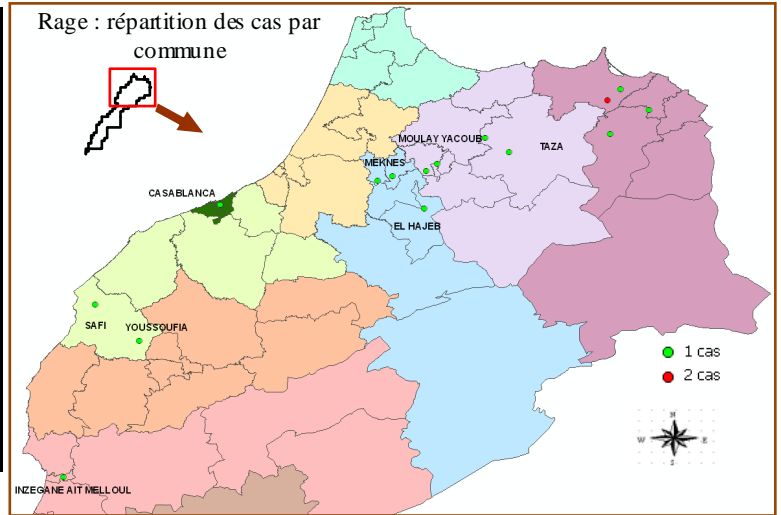 Rage : répartition des cas par
commune
MOULAY YACOUB
TAZA
MEKNES
CASABLANCA
EL HAJEB
SAFI
YOUSSOUFIA
1 cas
2 cas
N
W E
S
INZEGANE AIT MELLOUL